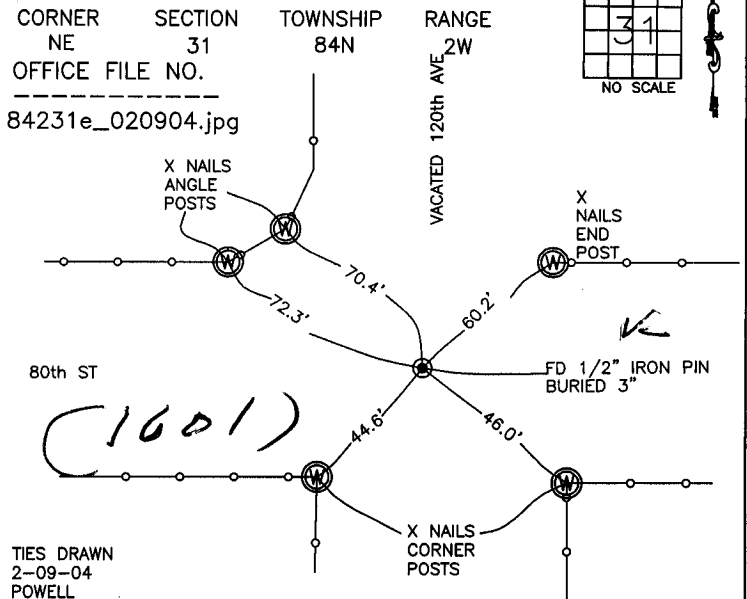 CORNER SECTION TOWNSHIP RANGE
NE 31 84N 2W
OFFICE FILE NO.
84231e_020904.jpg
31
NO SCALE
VACATED 120th AVE
X NAILS
ANGLE
POSTS
X
NAILS
END
POST
W
W
W
70.4'
72.3'
60.2'
80th ST
FD 1/2" IRON PIN
BURIED 3"
(1601)
44.6'
46.0'
W
W
X NAILS
CORNER
POSTS
TIES DRAWN
2-09-04
POWELL